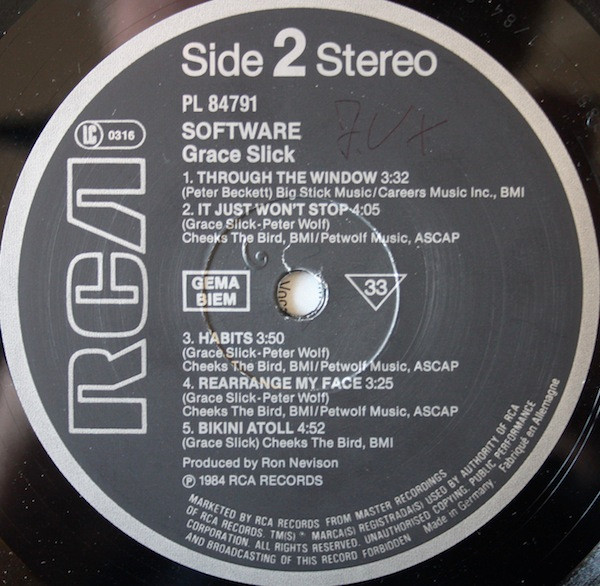 Side 2 Stereo
PL 84791
LC 0316
SOFTWARE
Grace Slick
1. THROUGH THE WINDOW 3:32
(Peter Beckett) Big Stick Music/Careers Music Inc., BMI
2. IT JUST WON'T STOP 4:05
(Grace Slick-Peter Wolf)
Cheeks The Bird, BMI/Petwolf Music, ASCAP
GEMA
BIEM
33
3. HABITS 3:50
(Grace Slick-Peter Wolf)
Cheeks The Bird, BMI/Petwolf Music, ASCAP
4. REARRANGE MY FACE 3:25
(Grace Slick-Peter Wolf)
Cheeks The Bird, BMI/Petwolf Music, ASCAP
5. BIKINI ATOLL 4:52
(Grace Slick) Cheeks The Bird, BMI
Produced by Ron Nevison
℗ 1984 RCA RECORDS
RCA
MARKETED BY RCA RECORDS FROM MASTER RECORDINGS
OF RCA RECORDS. TM(S) ® MARCA(S) REGISTRADA(S) USED BY AUTHORITY OF RCA
CORPORATION. ALL RIGHTS RESERVED. UNAUTHORISED COPYING, PUBLIC PERFORMANCE
AND BROADCASTING OF THIS RECORD FORBIDDEN
Made in Germany. Fabriqué en Allemagne